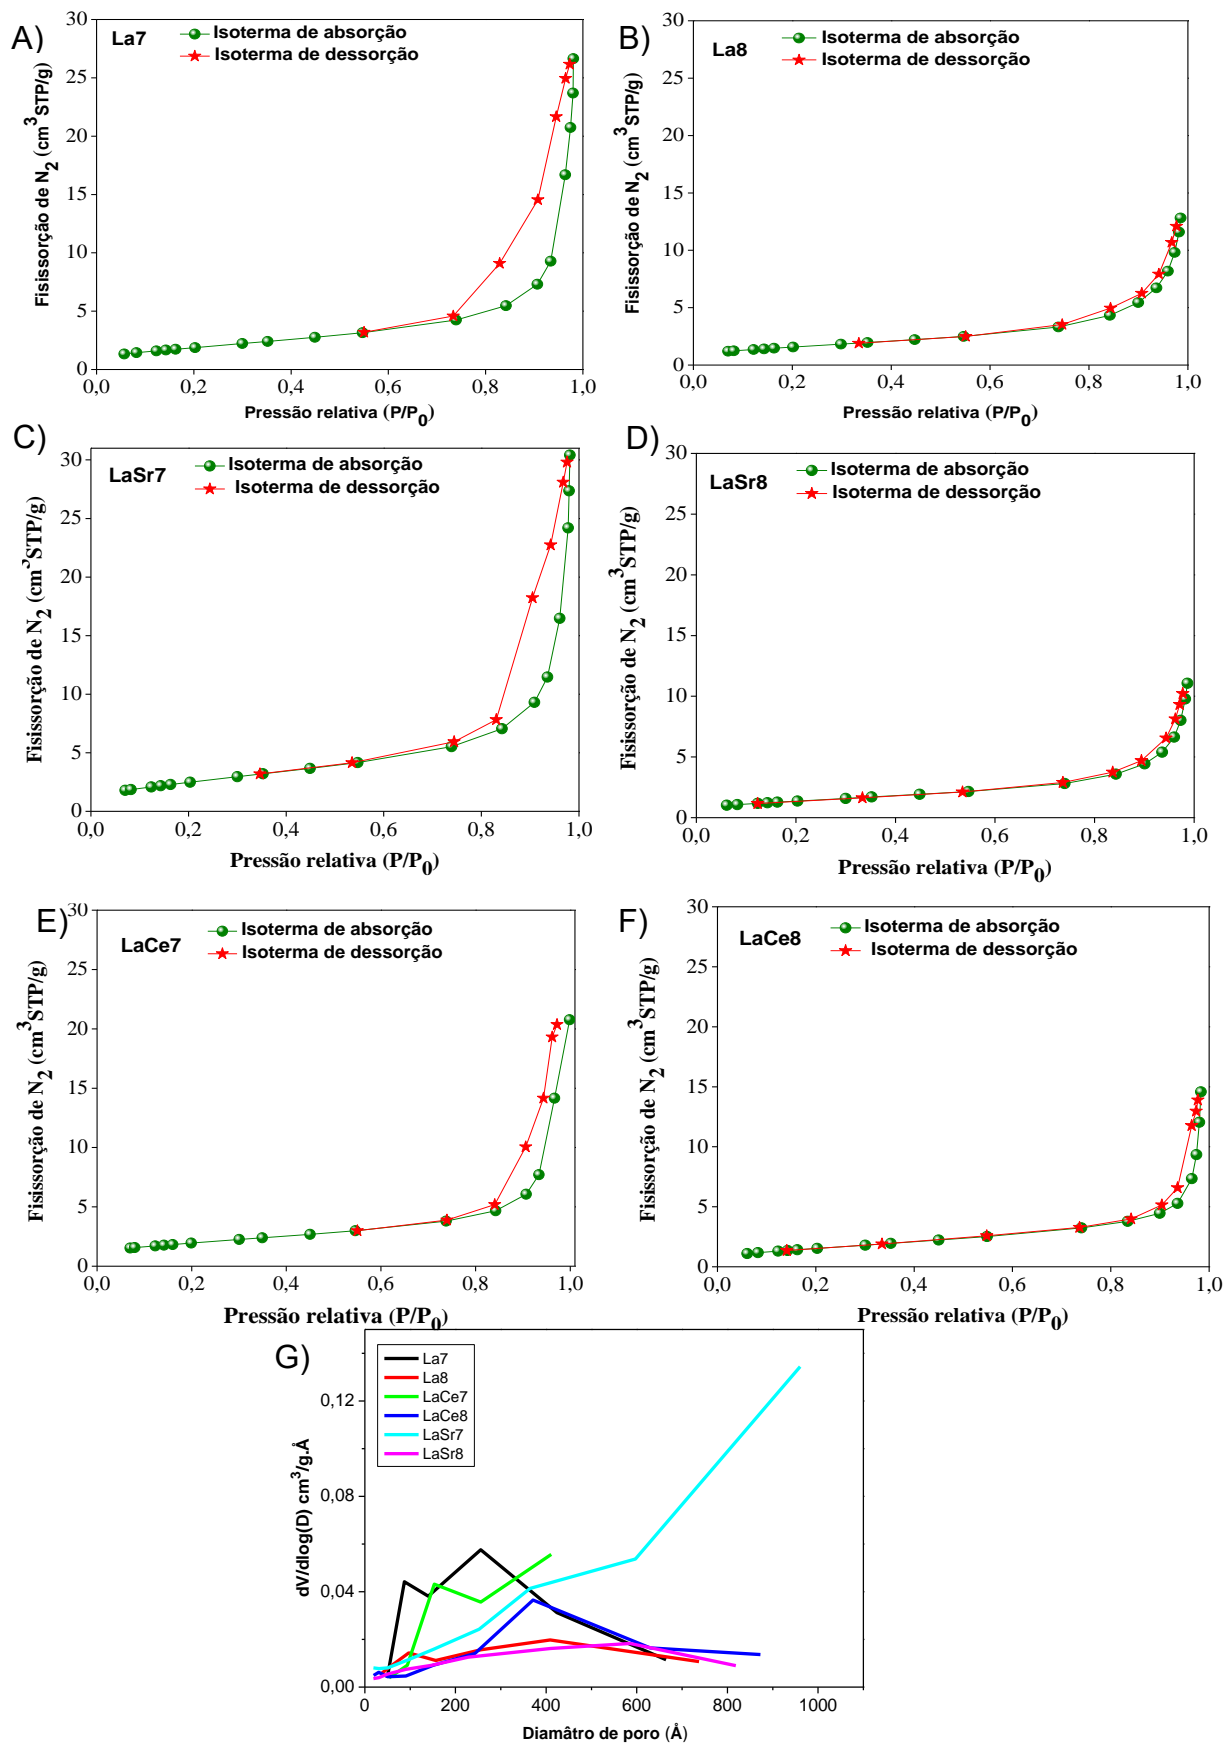 A)
La7
Isoterma de absorção
Isoterma de dessorção
Fisissorção de N2 (cm3STP/g)
30
25
20
15
10
5
0
0,0 0,2 0,4 0,6 0,8 1,0
Pressão relativa (P/P0)
B)
La8
Isoterma de absorção
Isoterma de dessorção
Fisissorção de N2 (cm3STP/g)
30
25
20
15
10
5
0
0,0 0,2 0,4 0,6 0,8 1,0
Pressão relativa (P/P0)
C)
LaSr7
Isoterma de absorção
Isoterma de dessorção
Fisissorção de N2 (cm3STP/g)
30
25
20
15
10
5
0
0,0 0,2 0,4 0,6 0,8 1,0
Pressão relativa (P/P0)
D)
LaSr8
Isoterma de absorção
Isoterma de dessorção
Fisissorção de N2 (cm3STP/g)
30
25
20
15
10
5
0
0,0 0,2 0,4 0,6 0,8 1,0
Pressão relativa (P/P0)
E)
LaCe7
Isoterma de absorção
Isoterma de dessorção
Fisissorção de N2 (cm3STP/g)
30
25
20
15
10
5
0
0,0 0,2 0,4 0,6 0,8 1,0
Pressão relativa (P/P0)
F)
LaCe8
Isoterma de absorção
Isoterma de dessorção
Fisissorção de N2 (cm3STP/g)
30
25
20
15
10
5
0
0,0 0,2 0,4 0,6 0,8 1,0
Pressão relativa (P/P0)
G)
La7
La8
LaCe7
LaCe8
LaSr7
LaSr8
dV/dlog(D) cm3/g.Å
0,12
0,08
0,04
0,00
0 200 400 600 800 1000
Diamâtro de poro (Å)